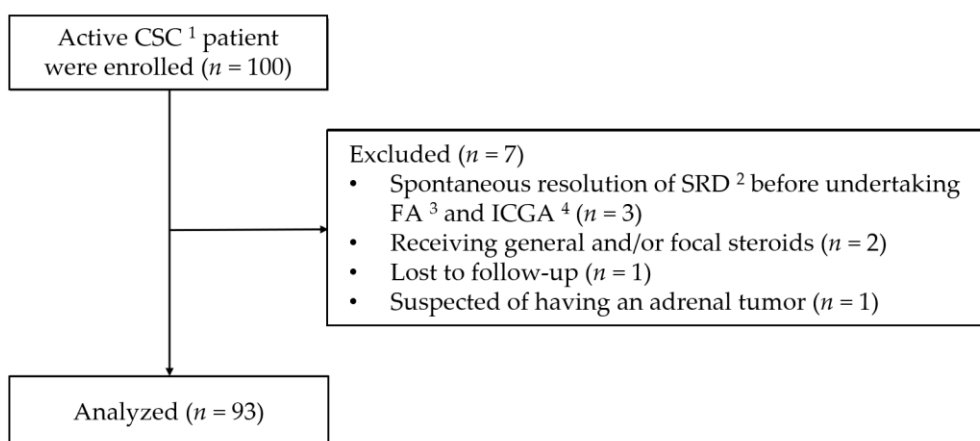 Active CSC ¹ patient
were enrolled (n = 100)
Excluded (n = 7)
• Spontaneous resolution of SRD ² before undertaking
FA ³ and ICGA ⁴ (n = 3)
• Receiving general and/or focal steroids (n = 2)
• Lost to follow-up (n = 1)
• Suspected of having an adrenal tumor (n = 1)
Analyzed (n = 93)